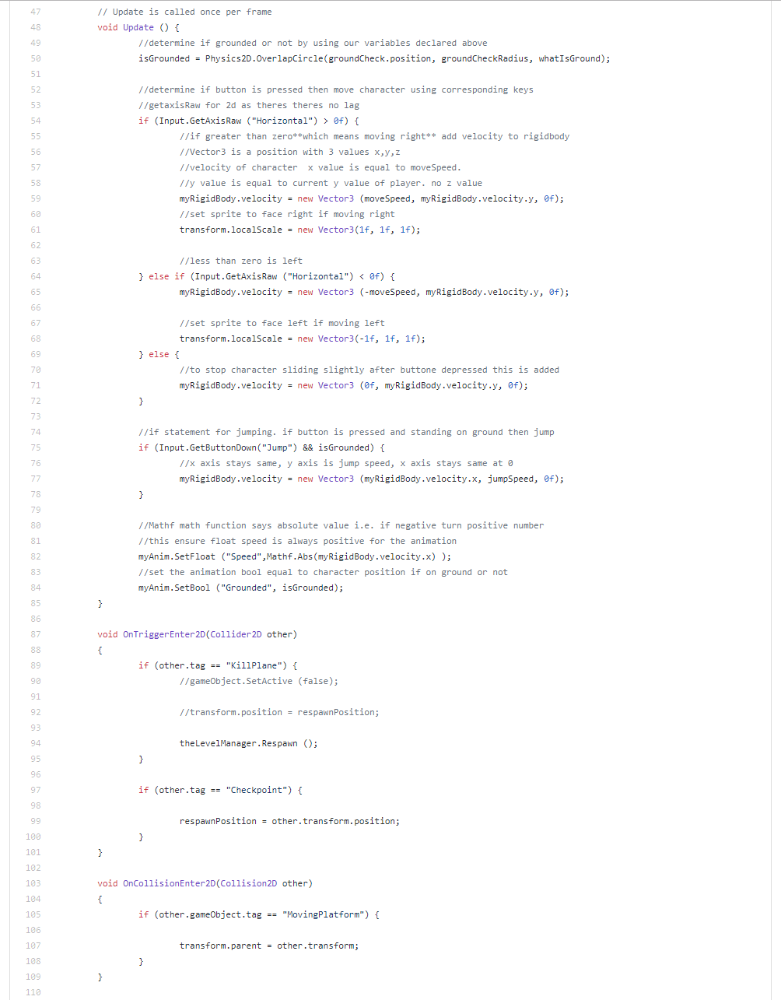 47 // Update is called once per frame
48 void Update () {
49 //determine if grounded or not by using our variables declared above
50 isGrounded = Physics2D.OverlapCircle(groundCheck.position, groundCheckRadius, whatIsGround);
51
52 //determine if button is pressed then move character using corresponding keys
53 //getaxisRaw for 2d as theres theres no lag
54 if (Input.GetAxisRaw ("Horizontal") > 0f) {
55 //if greater than zero**which means moving right** add velocity to rigidbody
56 //Vector3 is a position with 3 values x,y,z
57 //velocity of character  x value is equal to moveSpeed.
58 //y value is equal to current y value of player. no z value
59 myRigidBody.velocity = new Vector3 (moveSpeed, myRigidBody.velocity.y, 0f);
60 //set sprite to face right if moving right
61 transform.localScale = new Vector3(1f, 1f, 1f);
62
63 //less than zero is left
64 } else if (Input.GetAxisRaw ("Horizontal") < 0f) {
65 myRigidBody.velocity = new Vector3 (-moveSpeed, myRigidBody.velocity.y, 0f);
66
67 //set sprite to face left if moving left
68 transform.localScale = new Vector3(-1f, 1f, 1f);
69 } else {
70 //to stop character sliding slightly after buttone depressed this is added
71 myRigidBody.velocity = new Vector3 (0f, myRigidBody.velocity.y, 0f);
72 }
73
74 //if statement for jumping. if button is pressed and standing on ground then jump
75 if (Input.GetButtonDown("Jump") && isGrounded) {
76 //x axis stays same, y axis is jump speed, x axis stays same at 0
77 myRigidBody.velocity = new Vector3 (myRigidBody.velocity.x, jumpSpeed, 0f);
78 }
79
80 //Mathf math function says absolute value i.e. if negative turn positive number
81 //this ensure float speed is always positive for the animation
82 myAnim.SetFloat ("Speed",Mathf.Abs(myRigidBody.velocity.x) );
83 //set the animation bool equal to character position if on ground or not
84 myAnim.SetBool ("Grounded", isGrounded);
85 }
86
87 void OnTriggerEnter2D(Collider2D other)
88 {
89 if (other.tag == "KillPlane") {
90 //gameObject.SetActive (false);
91
92 //transform.position = respawnPosition;
93
94 theLevelManager.Respawn ();
95 }
96
97 if (other.tag == "Checkpoint") {
98
99 respawnPosition = other.transform.position;
100 }
101 }
102
103 void OnCollisionEnter2D(Collision2D other)
104 {
105 if (other.gameObject.tag == "MovingPlatform") {
106
107 transform.parent = other.transform;
108 }
109 }
110